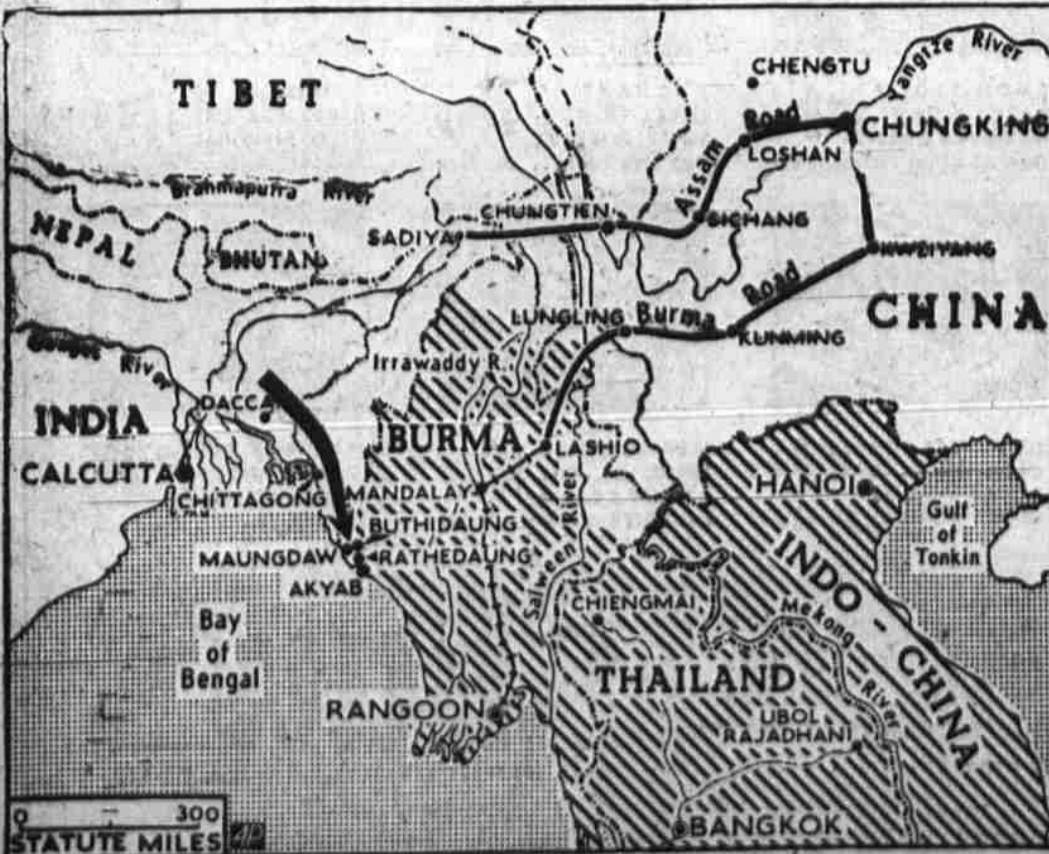 TIBET
CHENGTU
Yangtze River
Assam Road
CHUNGKING
LOSHAN
Brahmaputra River
CHUNGTIEN
SICHANG
SADIYA
NEPAL
BHUTAN
KWEIYANG
LUNGLING
Burma Road
CHINA
KUNMING
Irrawaddy R.
Ganges River
DACCA
INDIA
BURMA
LASHIO
CALCUTTA
HANOI
CHITTAGONG
MANDALAY
Gulf
of
Tonkin
BUTHIDAUNG
MAUNGDAW
RATHEDAUNG
AKYAB
Salween River
INDO-CHINA
CHIENGMAI
Mekong River
Bay
of
Bengal
THAILAND
RANGOON
UBOL
RAJADHANI
BANGKOK
0 300
STATUTE MILES